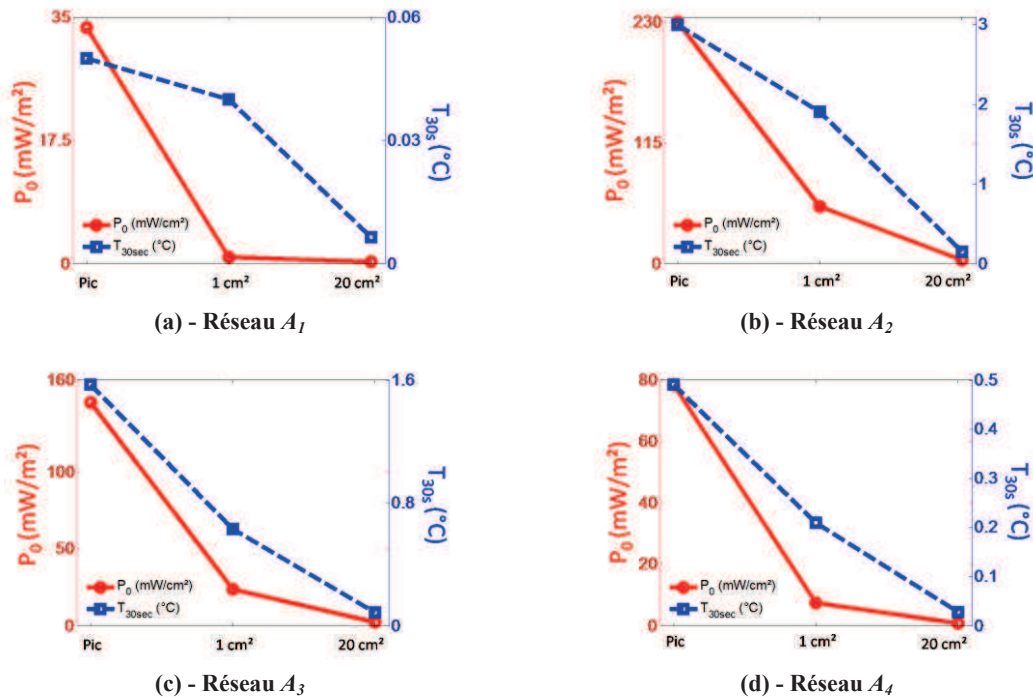 35
17.5
0
P₀ (mW/m²)
0.06
0.03
0
T₃₀ₛ (°C)
P₀ (mW/cm²)
T₃₀sec (°C)
Pic
1 cm²
20 cm²
(a) - Réseau A₁
230
115
0
P₀ (mW/m²)
3
2
1
0
T₃₀ₛ (°C)
P₀ (mW/cm²)
T₃₀sec (°C)
Pic
1 cm²
20 cm²
(b) - Réseau A₂
160
100
50
0
P₀ (mW/m²)
1.6
0.8
0
T₃₀ₛ (°C)
P₀ (mW/cm²)
T₃₀sec (°C)
Pic
1 cm²
20 cm²
(c) - Réseau A₃
80
60
40
20
0
P₀ (mW/m²)
0.5
0.4
0.3
0.2
0.1
0
T₃₀ₛ (°C)
P₀ (mW/cm²)
T₃₀sec (°C)
Pic
1 cm²
20 cm²
(d) - Réseau A₄